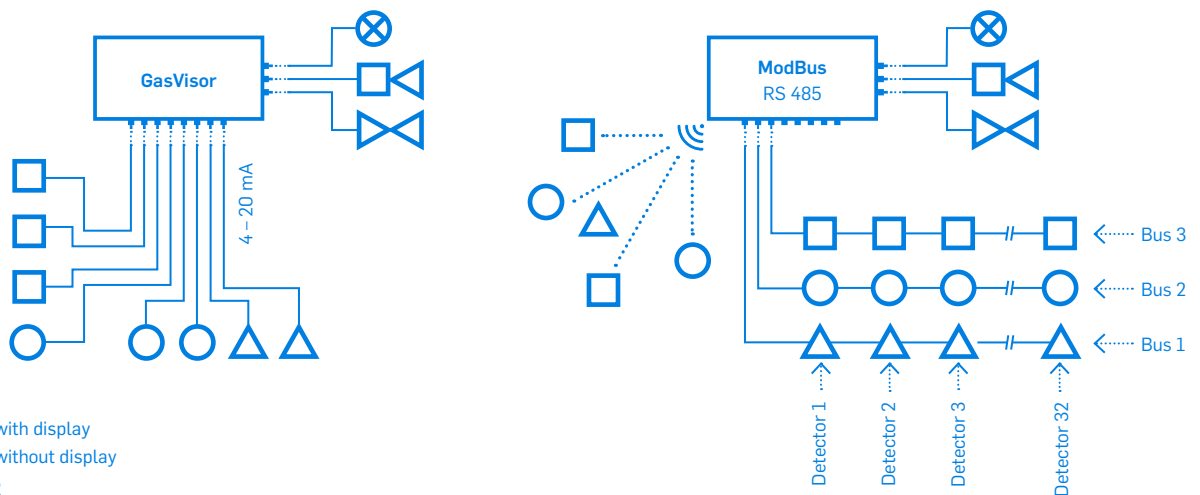 GasVisor
4 – 20 mA
with display
without display
ModBus
RS 485
Bus 3
Bus 2
Bus 1
Detector 1
Detector 2
Detector 3
Detector 32